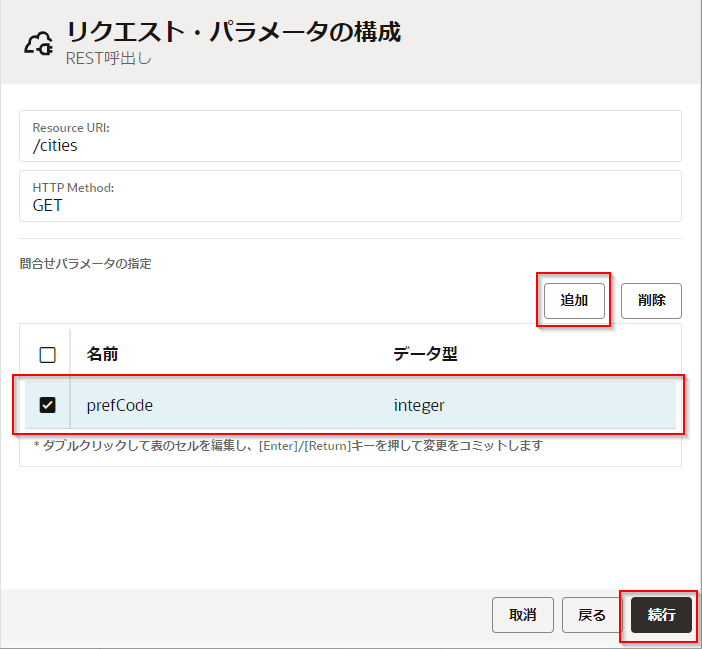 リクエスト・パラメータの構成
REST呼出し
Resource URI:
/cities
HTTP Method:
GET
問合せパラメータの指定
追加 削除
名前 データ型
prefCode integer
* ダブルクリックして表のセルを編集し、[Enter]/[Return]キーを押して変更をコミットします
取消 戻る 続行